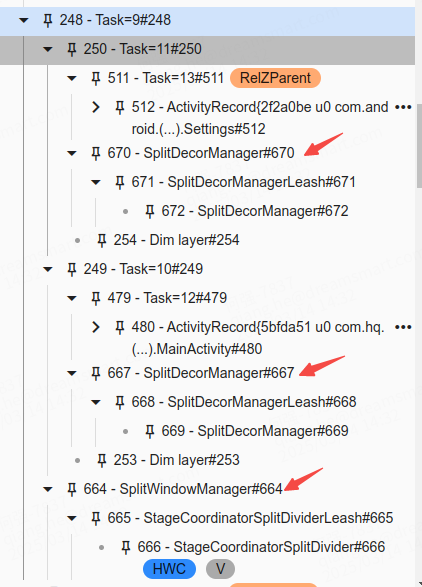 248 - Task=9#248
250 - Task=11#250
511 - Task=13#511 RelZParent
512 - ActivityRecord{2f2a0be u0 com.and •••
roid.(...).Settings#512
670 - SplitDecorManager#670
671 - SplitDecorManagerLeash#671
672 - SplitDecorManager#672
254 - Dim layer#254
249 - Task=10#249
479 - Task=12#479
480 - ActivityRecord{5bfda51 u0 com.hq. •••
(...).MainActivity#480
667 - SplitDecorManager#667
668 - SplitDecorManagerLeash#668
669 - SplitDecorManager#669
253 - Dim layer#253
664 - SplitWindowManager#664
665 - StageCoordinatorSplitDividerLeash#665
666 - StageCoordinatorSplitDivider#666
HWC V